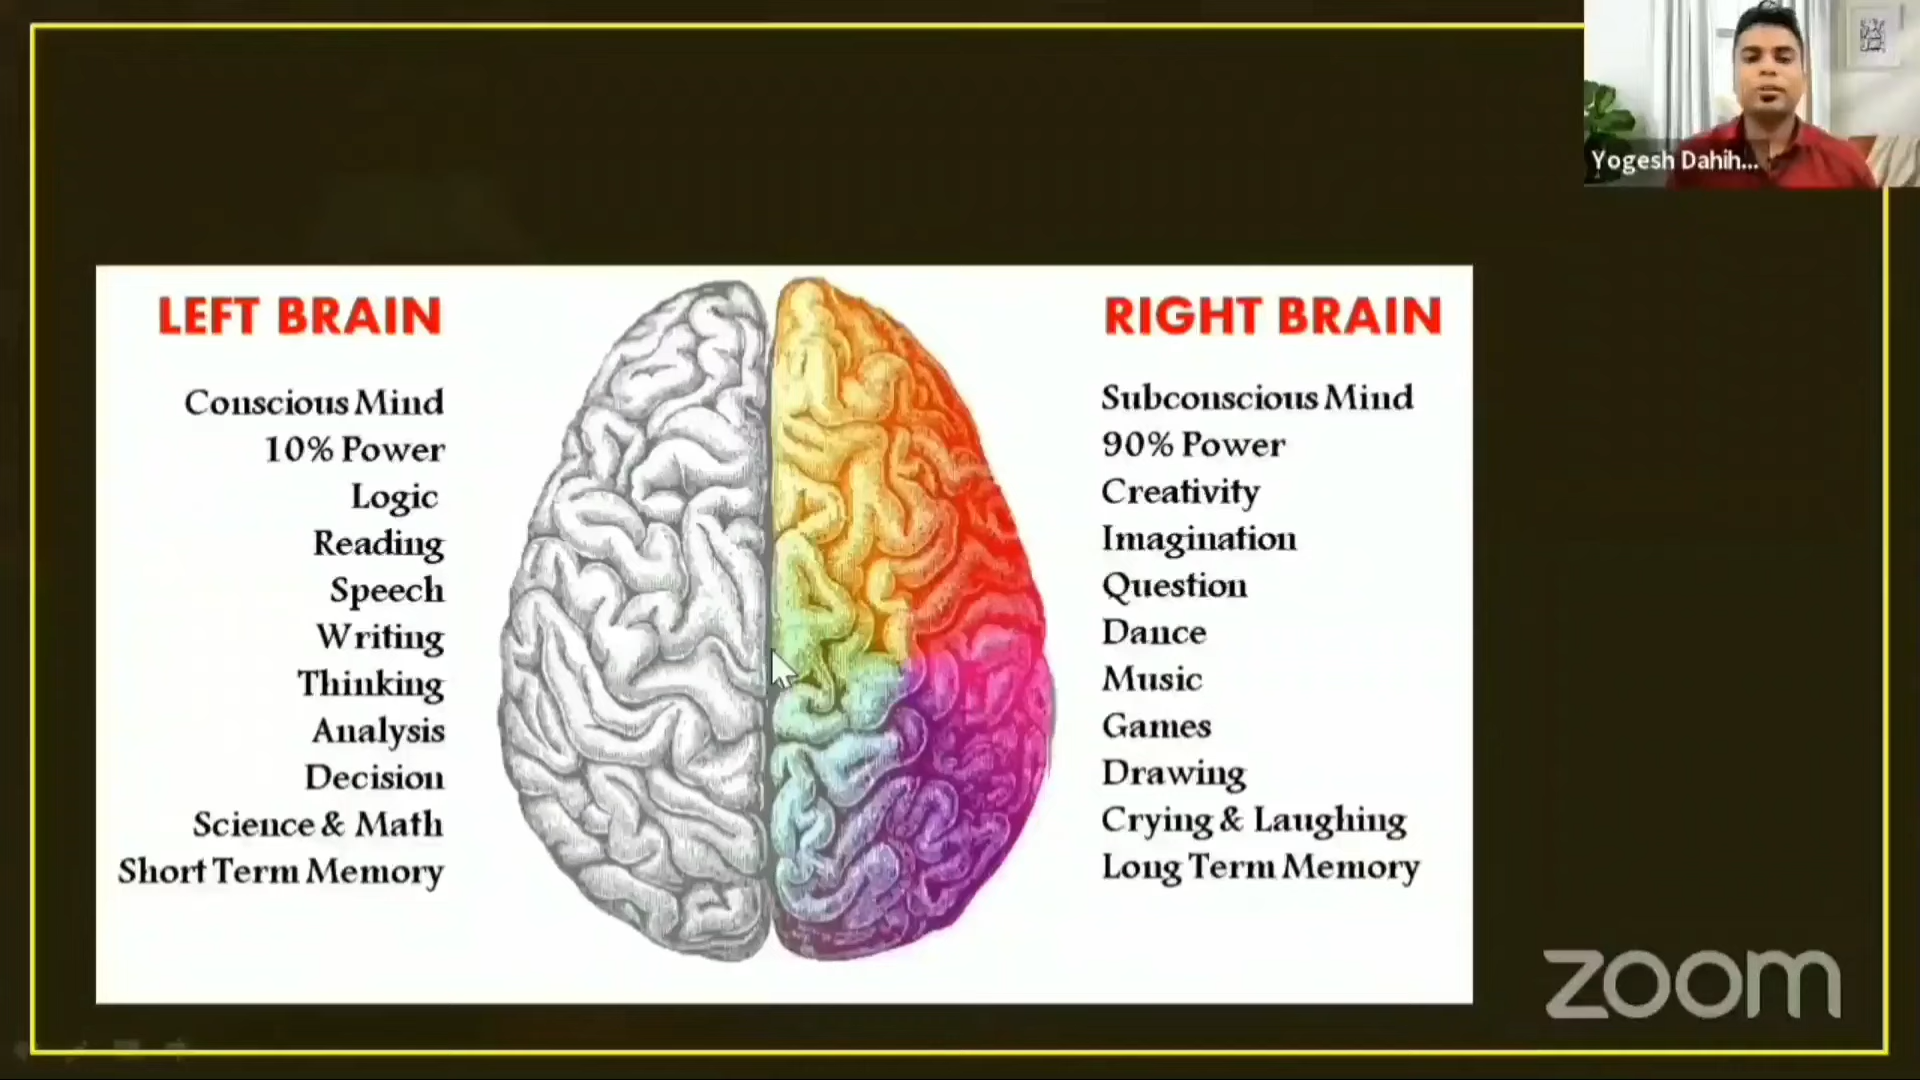 Yogesh Dahih...
LEFT BRAIN
Conscious Mind
10% Power
Logic
Reading
Speech
Writing
Thinking
Analysis
Decision
Science & Math
Short Term Memory
RIGHT BRAIN
Subconscious Mind
90% Power
Creativity
Imagination
Question
Dance
Music
Games
Drawing
Crying & Laughing
Long Term Memory
zoom